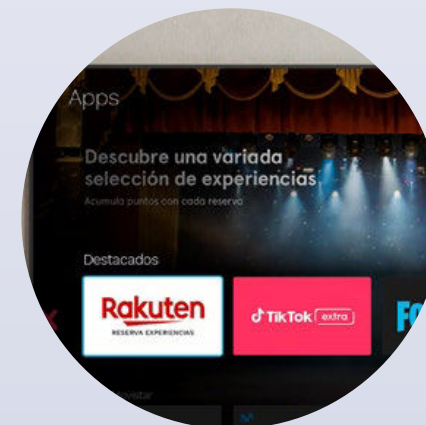 Apps
Descubre una variada
selección de experiencias
Acumula puntos con cada reserva
Destacados
Rakuten
RESERVA EXPERIENCIAS
TikTok extra